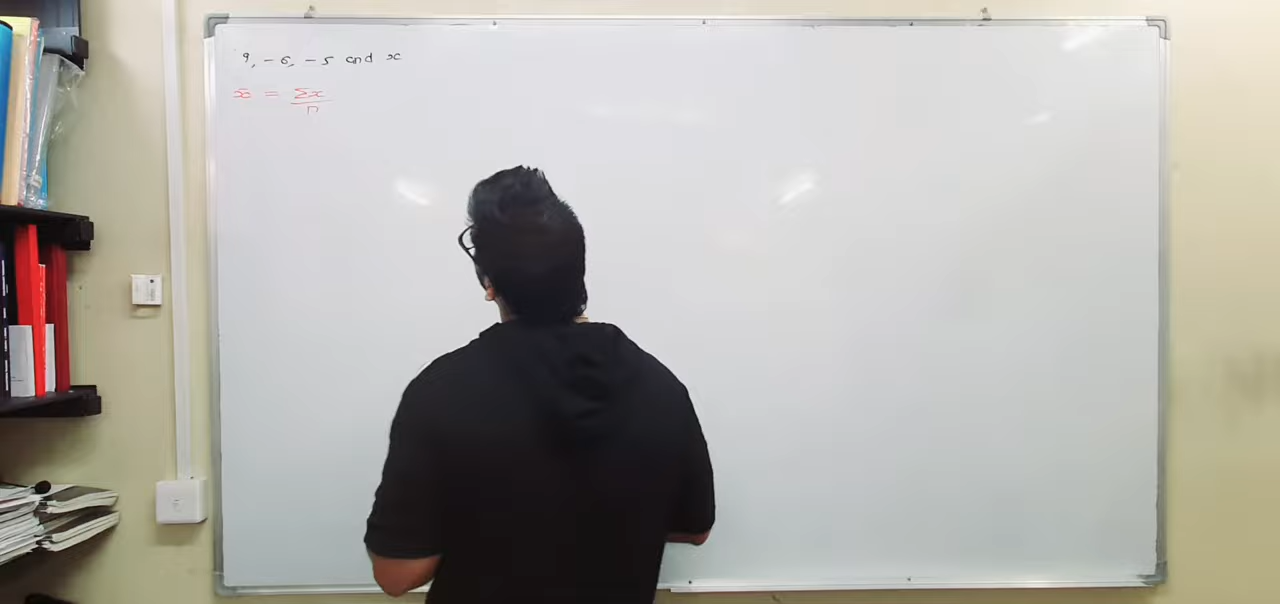 9, -6, -5 and x
x̄ = Σx/n